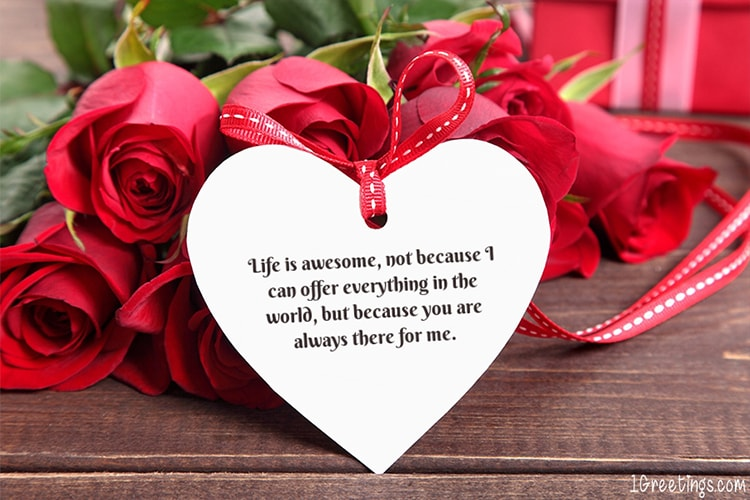 Life is awesome, not because I
can offer everything in the
world, but because you are
always there for me.
1Greetings.com